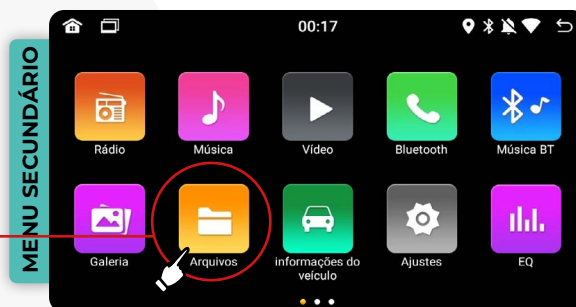 MENU SECUNDÁRIO
00:17
Rádio
Música
Vídeo
Bluetooth
Música BT
Galeria
Arquivos
informações do
veículo
Ajustes
EQ